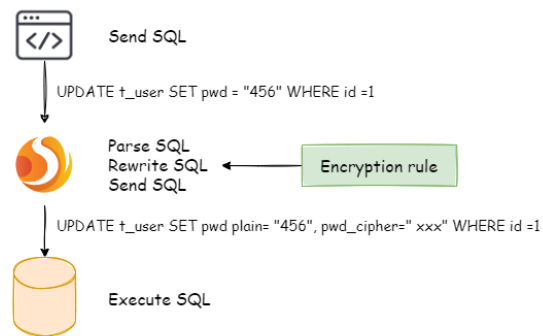 </>
Send SQL
UPDATE t_user SET pwd = "456" WHERE id =1
Parse SQL
Rewrite SQL
Send SQL
Encryption rule
UPDATE t_user SET pwd plain= "456", pwd_cipher=" xxx" WHERE id =1
Execute SQL